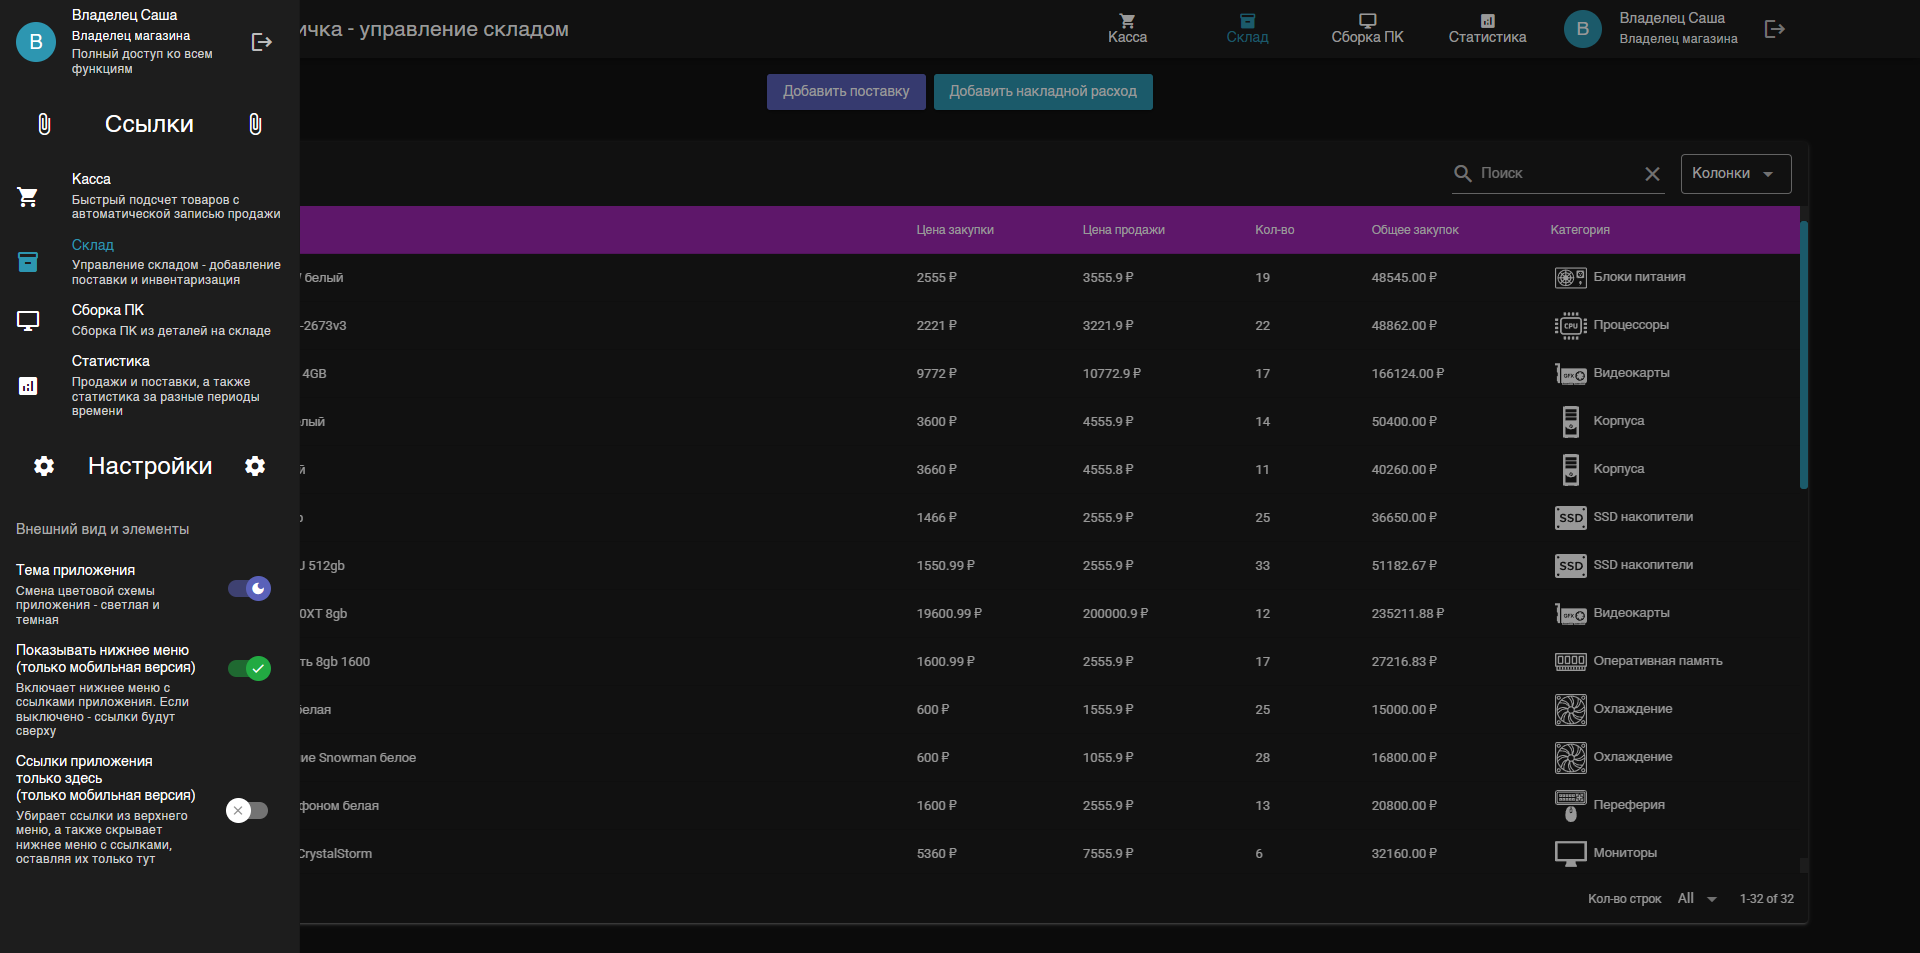 В
Владелец Саша
Владелец магазина
Полный доступ ко всем
функциям
Ссылки
Касса
Быстрый подсчет товаров с
автоматической записью продажи
Склад
Управление складом - добавление
поставки и инвентаризация
Сборка ПК
Сборка ПК из деталей на складе
Статистика
Продажи и поставки, а также
статистика за разные периоды
времени
Настройки
Внешний вид и элементы
Тема приложения
Смена цветовой схемы
приложения - светлая и
темная
Показывать нижнее меню
(только мобильная версия)
Включает нижнее меню с
ссылками приложения. Если
выключено - ссылки будут
сверху
Ссылки приложения
только здесь
(только мобильная версия)
Убирает ссылки из верхнего
меню, а также скрывает
нижнее меню с ссылками,
оставляя их только тут
ичка - управление складом
Касса
Склад
Сборка ПК
Статистика
В
Владелец Саша
Владелец магазина
Добавить поставку
Добавить накладной расход
Поиск
Колонки
Цена закупки Цена продажи Кол-во Общее закупок Категория
белый 2555 ₽ 3555.9 ₽ 19 48545.00 ₽ Блоки питания
-2673v3 2221 ₽ 3221.9 ₽ 22 48862.00 ₽ CPU Процессоры
4GB 9772 ₽ 10772.9 ₽ 17 166124.00 ₽ GFX Видеокарты
лый 3600 ₽ 4555.9 ₽ 14 50400.00 ₽ Корпуса
й 3660 ₽ 4555.8 ₽ 11 40260.00 ₽ Корпуса
1466 ₽ 2555.9 ₽ 25 36650.00 ₽ SSD SSD накопители
512gb 1550.99 ₽ 2555.9 ₽ 33 51182.67 ₽ SSD SSD накопители
0XT 8gb 19600.99 ₽ 200000.9 ₽ 12 235211.88 ₽ GFX Видеокарты
ть 8gb 1600 1600.99 ₽ 2555.9 ₽ 17 27216.83 ₽ Оперативная память
белая 600 ₽ 1555.9 ₽ 25 15000.00 ₽ Охлаждение
ие Snowman белое 600 ₽ 1055.9 ₽ 28 16800.00 ₽ Охлаждение
фоном белая 1600 ₽ 2555.9 ₽ 13 20800.00 ₽ Переферия
CrystalStorm 5360 ₽ 7555.9 ₽ 6 32160.00 ₽ Мониторы
Кол-во строк All 1-32 of 32